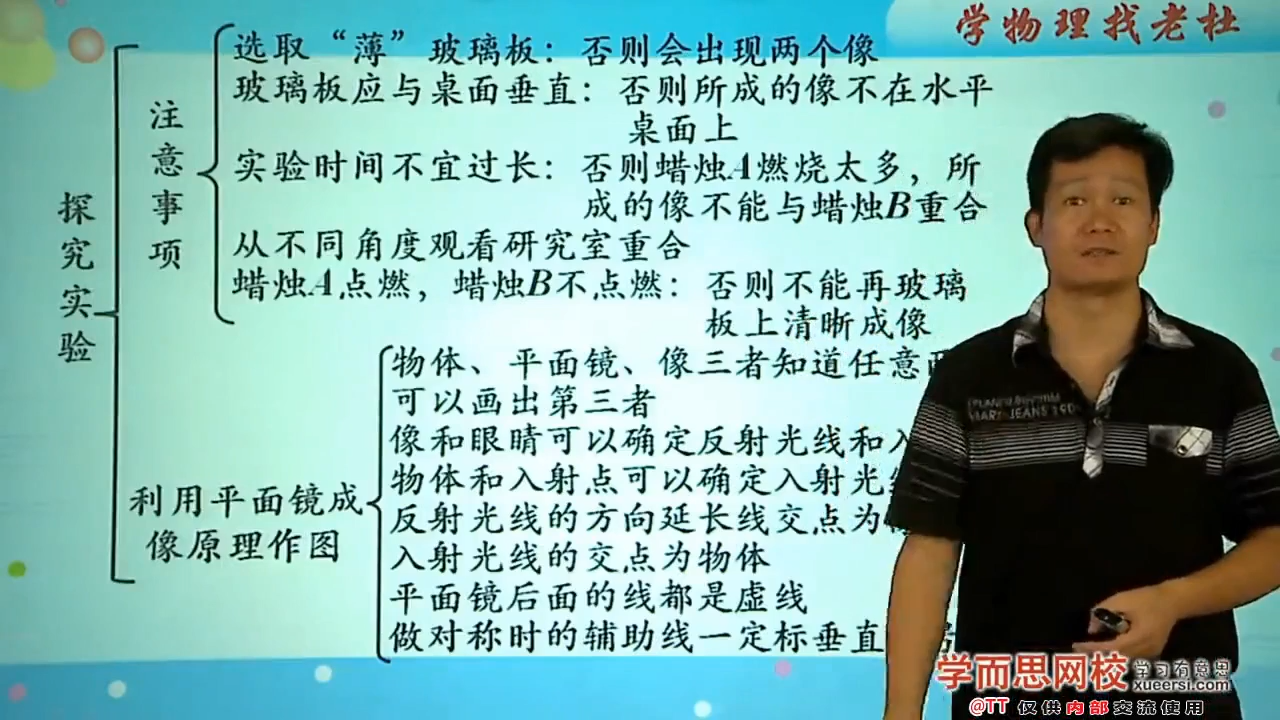 学物理找老杜
探究实验
注意事项
选取“薄”玻璃板：否则会出现两个像
玻璃板应与桌面垂直：否则所成的像不在水平
桌面上
实验时间不宜过长：否则蜡烛A燃烧太多，所
成的像不能与蜡烛B重合
从不同角度观看研究室重合
蜡烛A点燃，蜡烛B不点燃：否则不能再玻璃
板上清晰成像
利用平面镜成
像原理作图
物体、平面镜、像三者知道任意
可以画出第三者
像和眼睛可以确定反射光线和
物体和入射点可以确定入射光
反射光线的方向延长线交点为
入射光线的交点为物体
平面镜后面的线都是虚线
做对称时的辅助线一定标垂直
学而思网校 学习有意思
xueersi.com
@TT 仅供内部交流使用